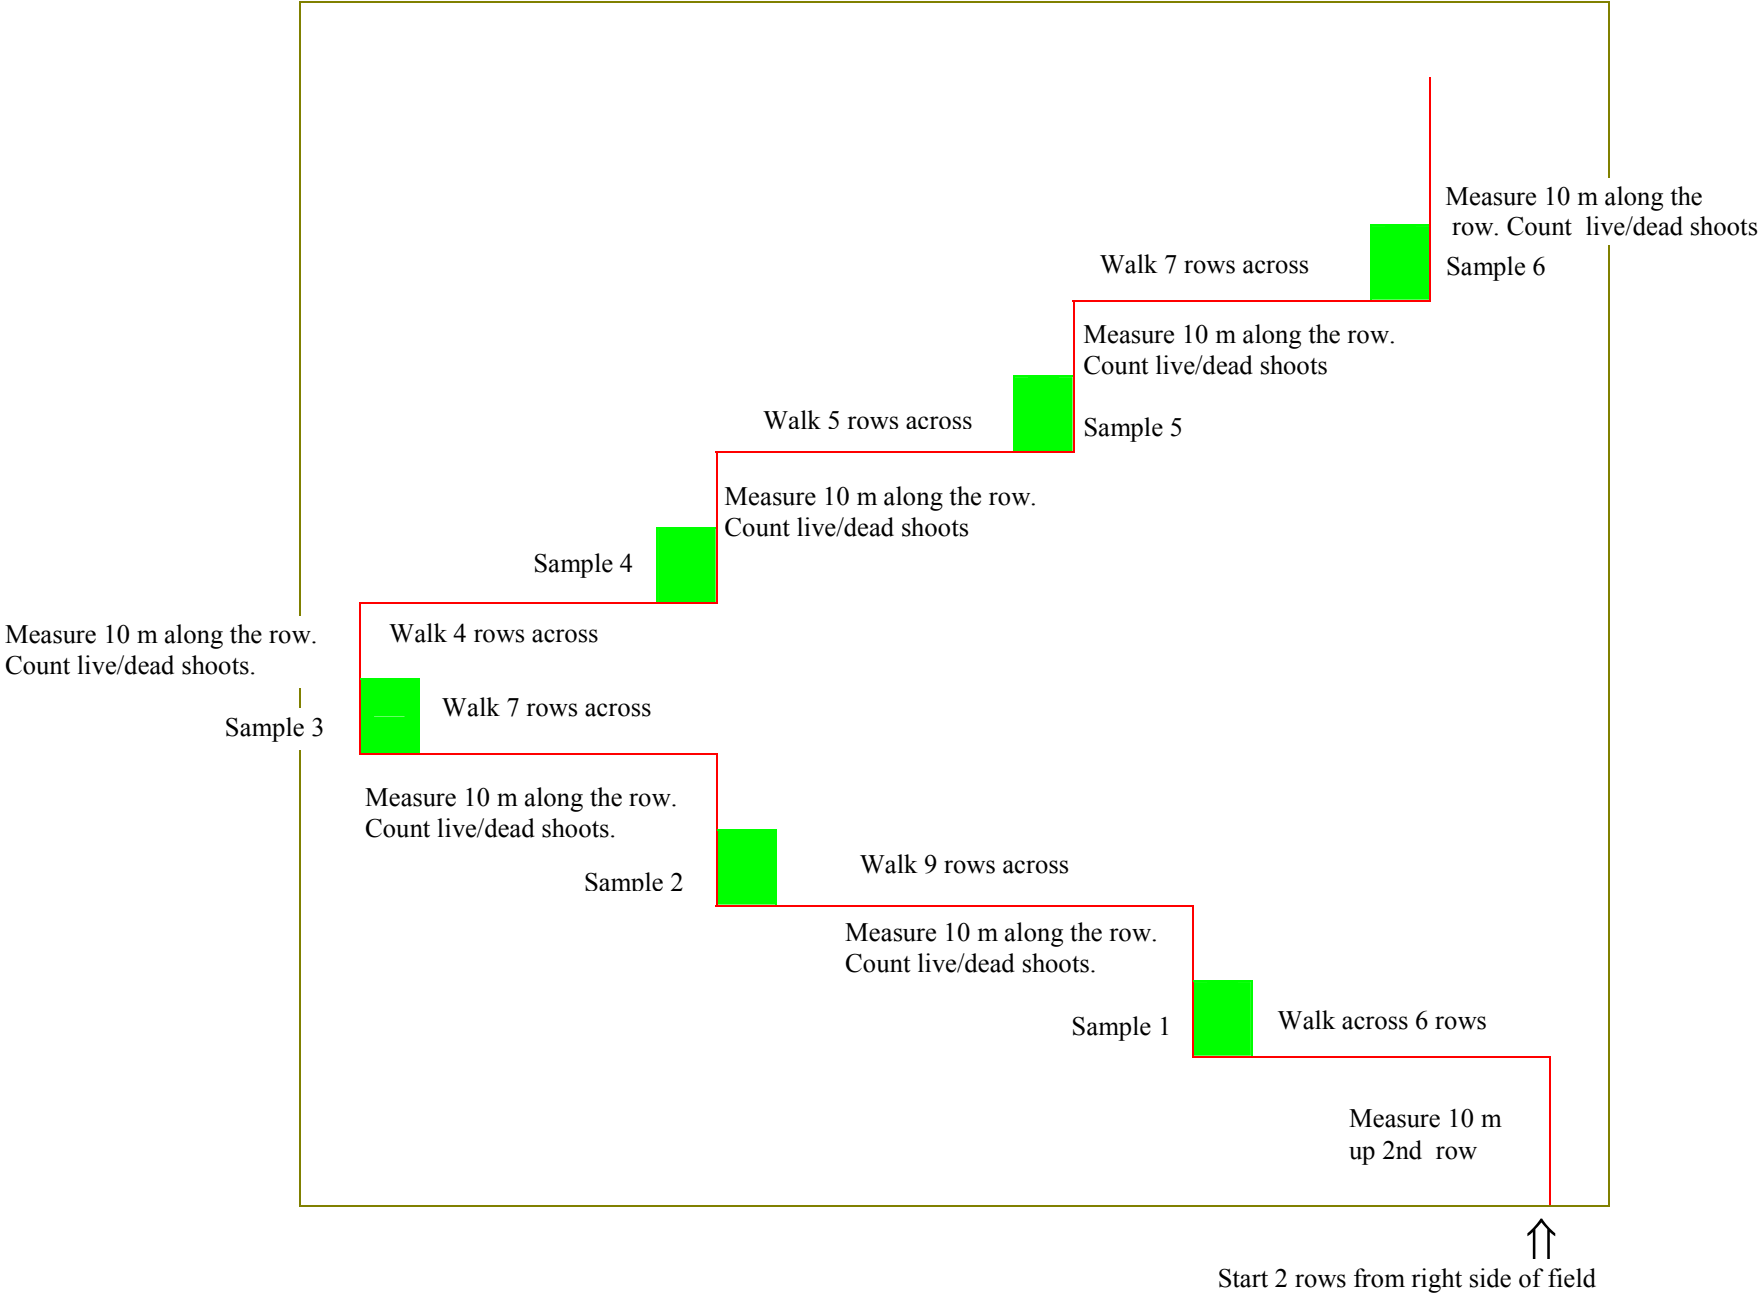 Measure 10 m along the
row. Count live/dead shoots
Walk 7 rows across
Sample 6
Measure 10 m along the row.
Count live/dead shoots
Walk 5 rows across
Sample 5
Measure 10 m along the row.
Count live/dead shoots
Sample 4
Measure 10 m along the row.
Count live/dead shoots.
Walk 4 rows across
Sample 3
Walk 7 rows across
Measure 10 m along the row.
Count live/dead shoots.
Sample 2
Walk 9 rows across
Measure 10 m along the row.
Count live/dead shoots.
Sample 1
Walk across 6 rows
Measure 10 m
up 2nd row
Start 2 rows from right side of field